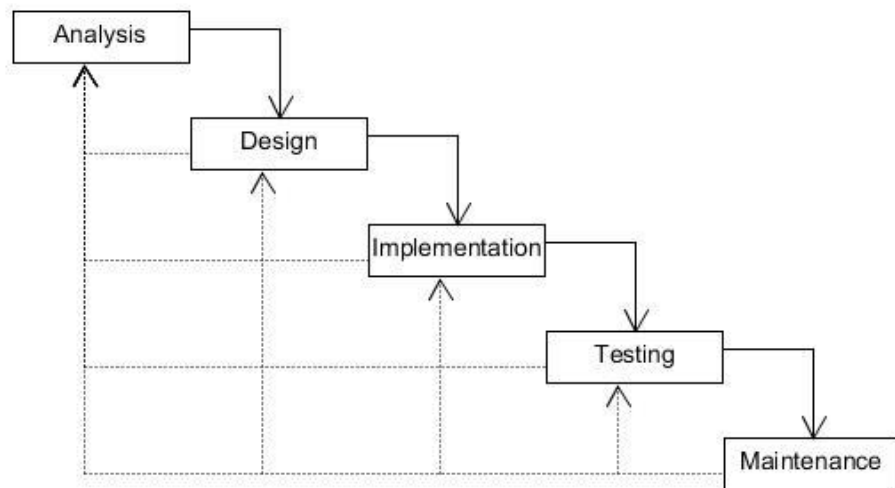 Analysis
Design
Implementation
Testing
Maintenance